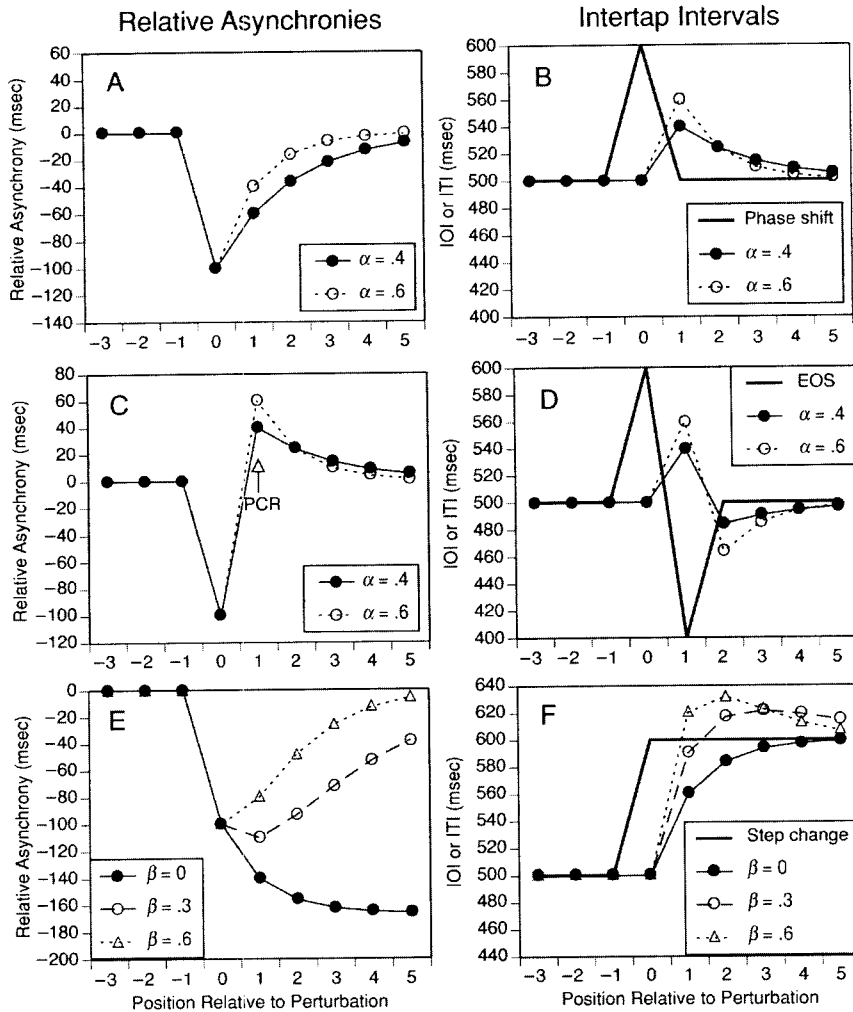 Relative Asynchronies
Intertap Intervals
A
Relative Asynchrony (msec)
60
40
20
0
−20
−40
−60
−80
−100
−120
−140
−3 −2 −1 0 1 2 3 4 5
α = .4
α = .6
B
IOI or ITI (msec)
600
580
560
540
520
500
480
460
440
420
400
−3 −2 −1 0 1 2 3 4 5
Phase shift
α = .4
α = .6
C
Relative Asynchrony (msec)
80
60
40
20
0
−20
−40
−60
−80
−100
−120
−3 −2 −1 0 1 2 3 4 5
PCR
α = .4
α = .6
D
IOI or ITI (msec)
600
580
560
540
520
500
480
460
440
420
400
−3 −2 −1 0 1 2 3 4 5
EOS
α = .4
α = .6
E
Relative Asynchrony (msec)
0
−20
−40
−60
−80
−100
−120
−140
−160
−180
−200
−3 −2 −1 0 1 2 3 4 5
β = 0
β = .3
β = .6
Position Relative to Perturbation
F
IOI or ITI (msec)
640
620
600
580
560
540
520
500
480
460
440
−3 −2 −1 0 1 2 3 4 5
Step change
β = 0
β = .3
β = .6
Position Relative to Perturbation